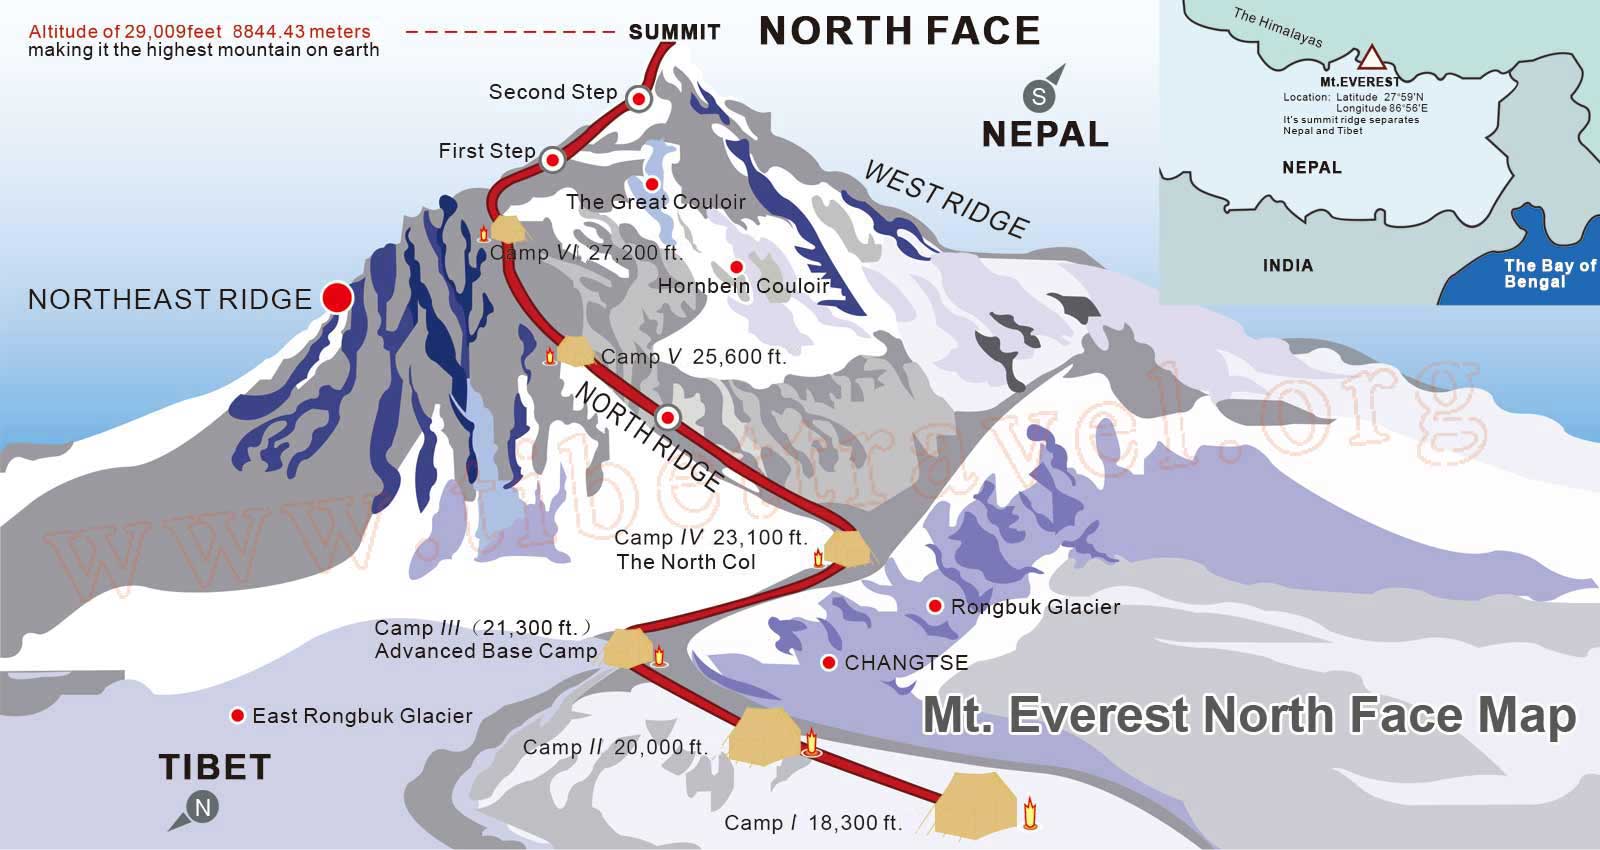 Altitude of 29,009feet 8844.43 meters
making it the highest mountain on earth
SUMMIT
NORTH FACE
Second Step
First Step
The Great Couloir
Camp VI 27,200 ft.
Hornbein Couloir
NORTHEAST RIDGE
Camp V 25,600 ft.
NORTH RIDGE
WEST RIDGE
S
NEPAL
The Himalayas
Mt.EVEREST
Location: Latitude 27°59'N
Longitude 86°56'E
It's summit ridge separates
Nepal and Tibet
NEPAL
INDIA
The Bay of
Bengal
www.tibettravel.org
Camp IV 23,100 ft.
The North Col
Rongbuk Glacier
Camp III（21,300 ft.）
Advanced Base Camp
CHANGTSE
East Rongbuk Glacier
Mt. Everest North Face Map
Camp II 20,000 ft.
TIBET
N
Camp I 18,300 ft.